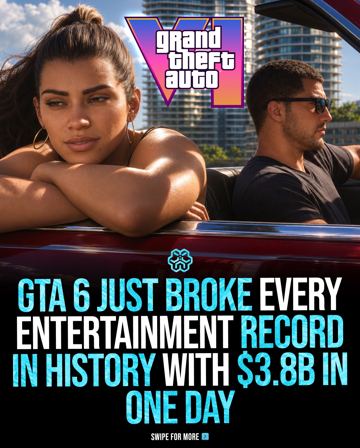 VI
grand
theft
auto
GTA 6 JUST BROKE EVERY
ENTERTAINMENT RECORD
IN HISTORY WITH $3.8B IN
ONE DAY
SWIPE FOR MORE